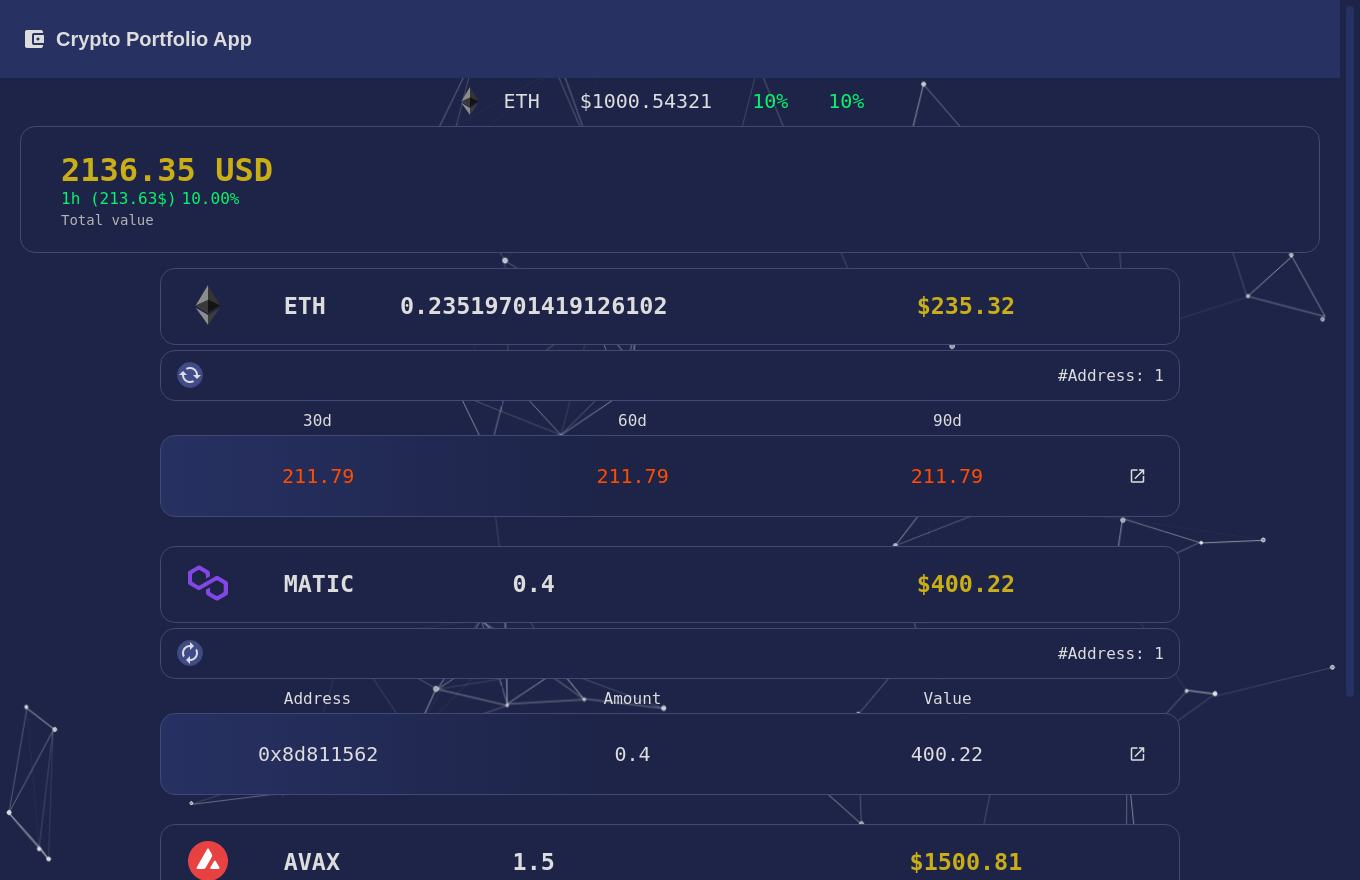 Crypto Portfolio App
ETH $1000.54321 10% 10%
2136.35 USD
1h (213.63$) 10.00%
Total value
ETH 0.23519701419126102 $235.32
#Address: 1
30d 60d 90d
211.79 211.79 211.79
MATIC 0.4 $400.22
#Address: 1
Address Amount Value
0x8d811562 0.4 400.22
AVAX 1.5 $1500.81